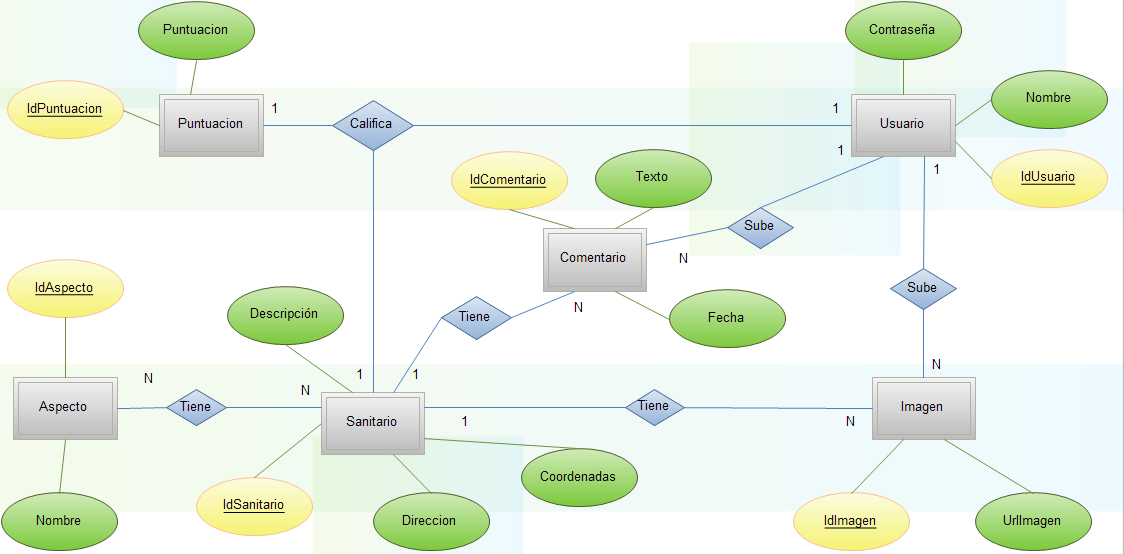 Puntuacion
Contraseña
IdPuntuacion
Puntuacion
1
Califica
1
Usuario
Nombre
1
1
IdComentario
Texto
IdUsuario
Sube
Comentario
N
IdAspecto
Sube
Descripción
Tiene
N
Fecha
N
1
1
N
N
Aspecto
Tiene
Sanitario
1
Tiene
N
Imagen
Coordenadas
IdSanitario
Nombre
Direccion
IdImagen
UrlImagen